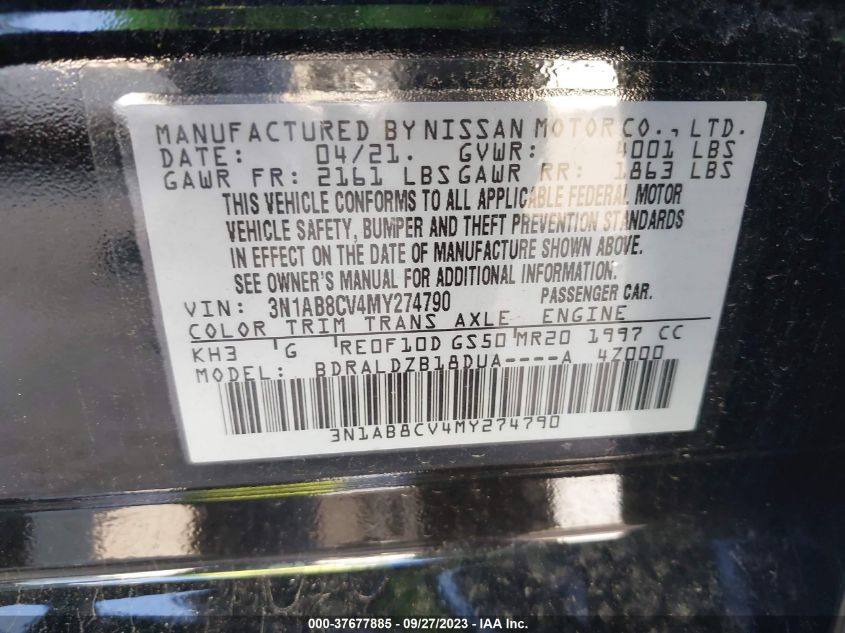 MANUFACTURED BY NISSAN MOTOR CO., LTD.
DATE: 04/21. GVWR: 4001 LBS
GAWR FR: 2161 LBS GAWR RR: 1863 LBS
THIS VEHICLE CONFORMS TO ALL APPLICABLE FEDERAL MOTOR
VEHICLE SAFETY, BUMPER AND THEFT PREVENTION STANDARDS
IN EFFECT ON THE DATE OF MANUFACTURE SHOWN ABOVE.
SEE OWNER'S MANUAL FOR ADDITIONAL INFORMATION.
VIN: 3N1AB8CV4MY274790 PASSENGER CAR.
COLOR TRIM TRANS AXLE ENGINE
KH3 'G 'RE0F10D GS50 MR20 1997 CC
MODEL: BDRALDZB18DUA----A 4Z000
3N1AB8CV4MY274790
000-37677885 | 09/27/2023 - IAA, Inc.